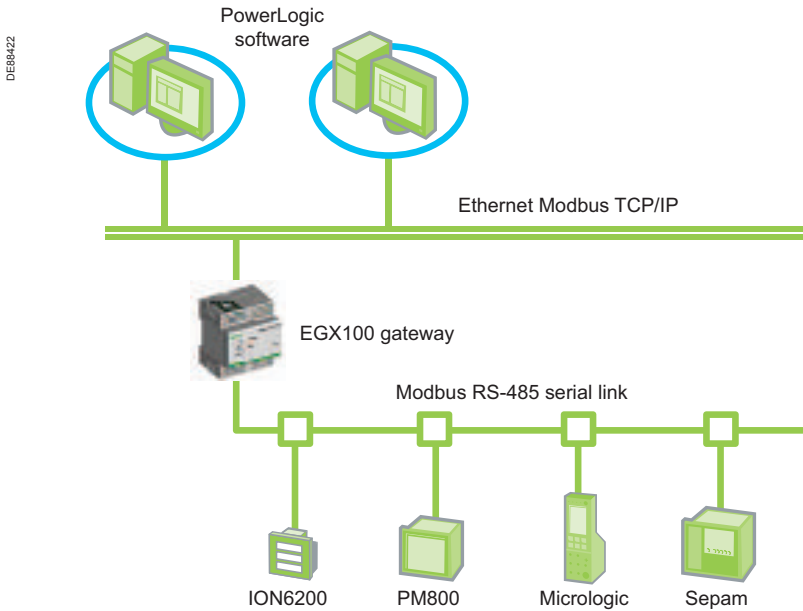 PowerLogic
software
DE88422
Ethernet Modbus TCP/IP
EGX100 gateway
Modbus RS-485 serial link
ION6200
PM800
Micrologic
Sepam